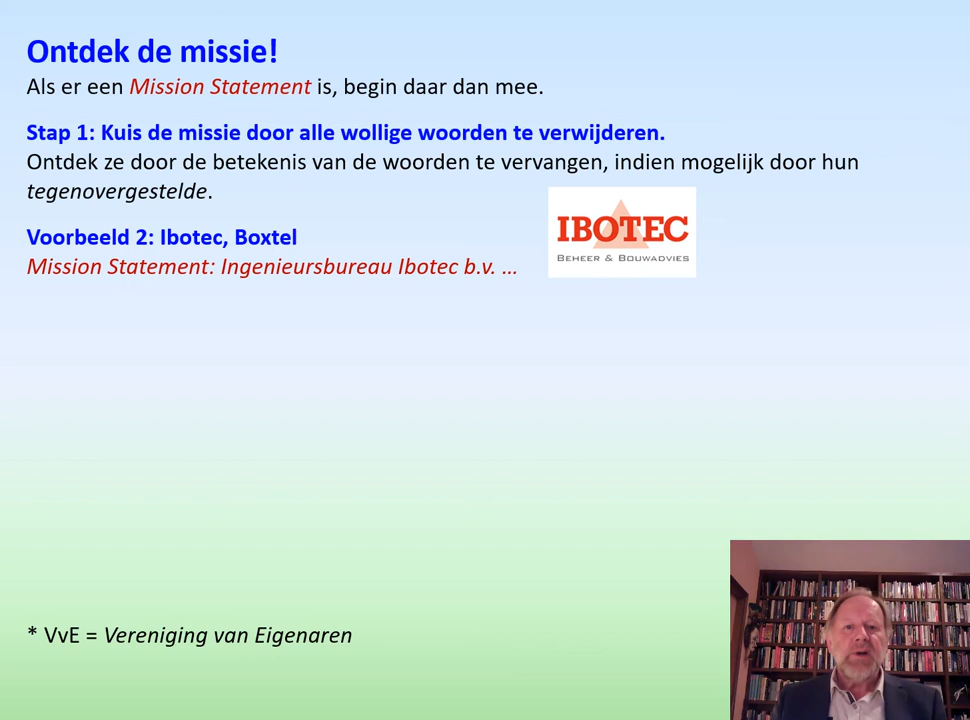 Ontdek de missie!
Als er een Mission Statement is, begin daar dan mee.
Stap 1: Kuis de missie door alle wollige woorden te verwijderen.
Ontdek ze door de betekenis van de woorden te vervangen, indien mogelijk door hun
tegenovergestelde.
Voorbeeld 2: Ibotec, Boxtel
Mission Statement: Ingenieursbureau Ibotec b.v. …
IBOTEC
BEHEER & BOUWADVIES
* VvE = Vereniging van Eigenaren